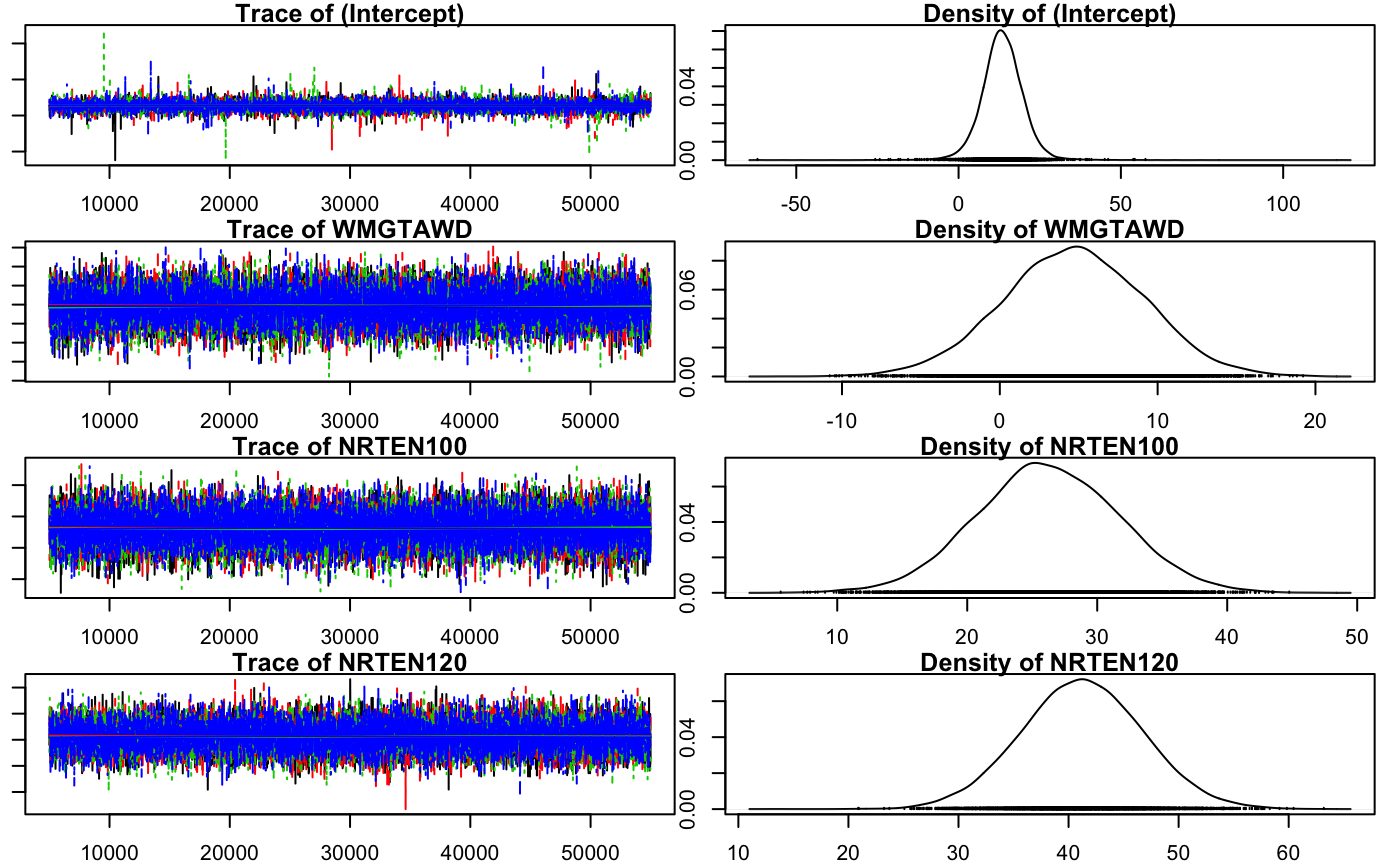 Trace of (Intercept)
10000 20000 30000 40000 50000
Density of (Intercept)
0.00 0.04
-50 0 50 100
Trace of WMGTAWD
10000 20000 30000 40000 50000
Density of WMGTAWD
0.00 0.06
-10 0 10 20
Trace of NRTEN100
10000 20000 30000 40000 50000
Density of NRTEN100
0.00 0.04
10 20 30 40 50
Trace of NRTEN120
10000 20000 30000 40000 50000
Density of NRTEN120
0.00 0.04
10 20 30 40 50 60